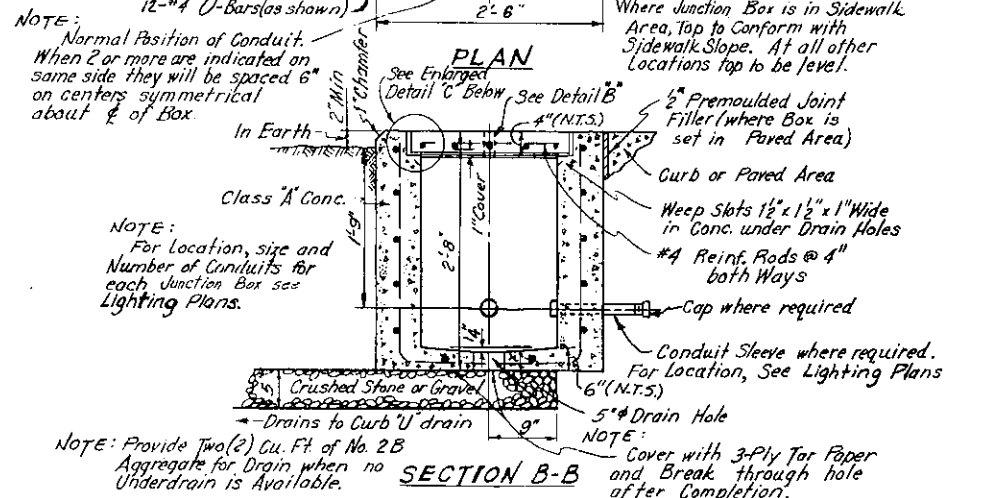 12-#4 U-Bars (as shown)
2'-6"
NOTE:
Normal Position of Conduit.
When 2 or more are indicated on
same side they will be spaced 6"
on centers symmetrical
about ℄ of Box.
Where Junction Box is in Sidewalk
Area, Top to Conform with
Sidewalk Slope. At all other
Locations top to be level.
PLAN
2" Min
1" Chamfer
See Enlarged
Detail "C" Below
See Detail "B"
4" (N.T.S.)
In Earth
½" Premoulded Joint
Filler (where Box is
set in Paved Area)
Curb or Paved Area
Class "A" Conc.
1'-9"
2'-8"
1" Cover
Weep Slots 1½" x 1½" x 1" Wide
in Conc. under Drain Holes
#4 Reinf. Rods @ 4"
both Ways
NOTE:
For Location, size and
Number of Conduits for
each Junction Box see
Lighting Plans.
Cap where required
Conduit Sleeve where required.
For Location, See Lighting Plans
Crushed Stone or Gravel
6" (N.T.S.)
Drains to Curb "U" drain
5" ⌀ Drain Hole
9"
NOTE: Provide Two (2) Cu. Ft. of No. 2B
Aggregate for Drain when no
Underdrain is Available.
SECTION B-B
NOTE:
Cover with 3-Ply Tar Paper
and Break through hole
after Completion.